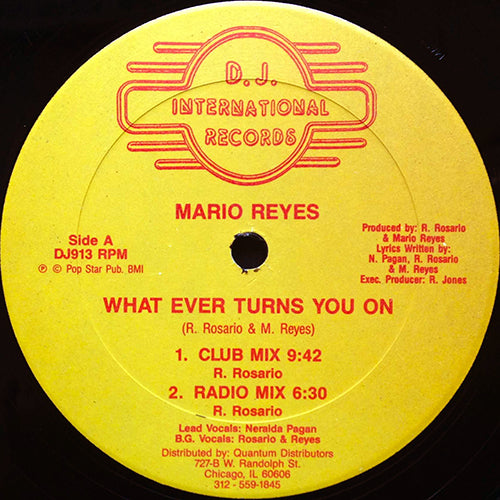 D.J.
INTERNATIONAL
RECORDS
MARIO REYES
Side A
DJ913 RPM
℗ © Pop Star Pub. BMI
Produced by: R. Rosario
& Mario Reyes
Lyrics Written by:
N. Pagan, R. Rosario
& M. Reyes
Exec. Producer: R. Jones
WHAT EVER TURNS YOU ON
(R. Rosario & M. Reyes)
1. CLUB MIX 9:42
R. Rosario
2. RADIO MIX 6:30
R. Rosario
Lead Vocals: Neralda Pagan
B.G. Vocals: Rosario & Reyes
Distributed by: Quantum Distributors
727-B W. Randolph St.
Chicago, IL 60606
312 - 559-1845